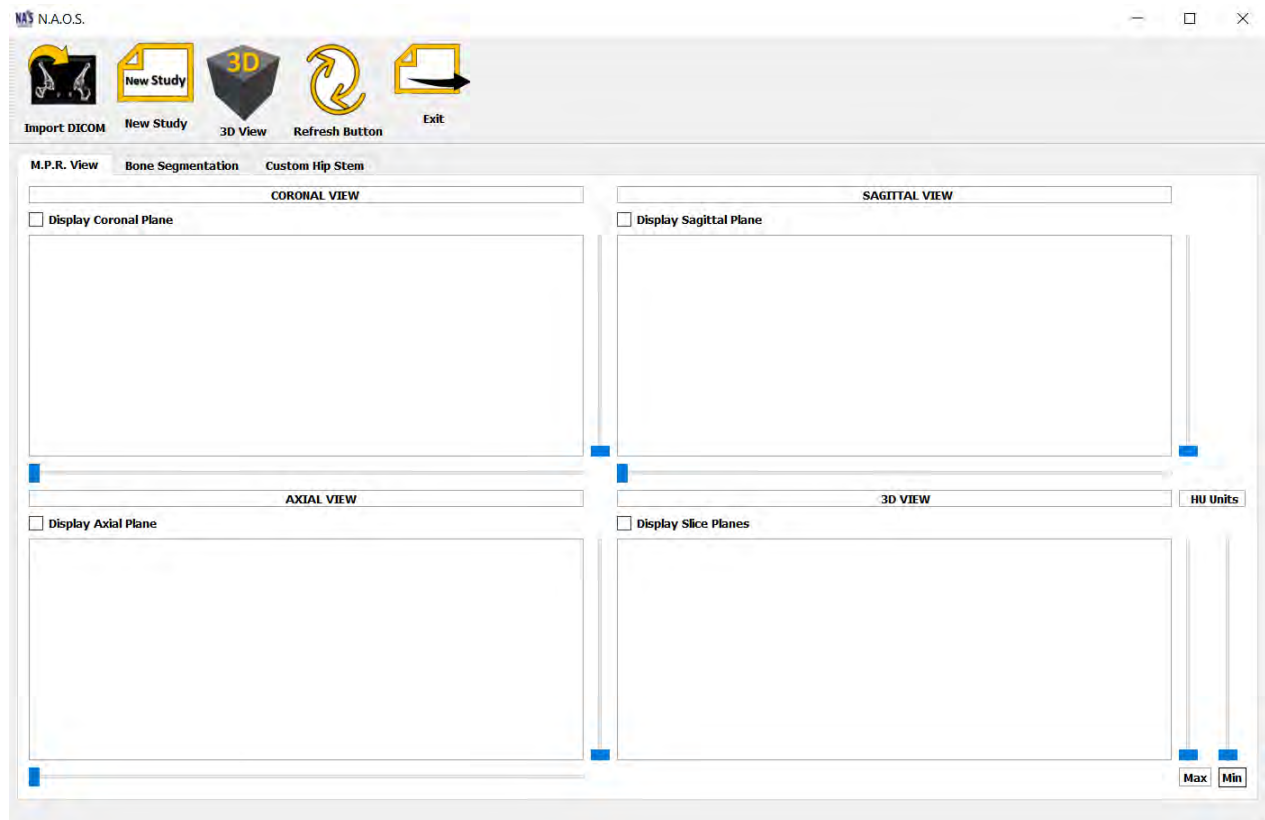 NA'S N.A.O.S.
New Study
3D
Import DICOM
New Study
3D View
Refresh Button
Exit
M.P.R. View
Bone Segmentation
Custom Hip Stem
CORONAL VIEW
SAGITTAL VIEW
Display Coronal Plane
Display Sagittal Plane
AXIAL VIEW
3D VIEW
HU Units
Display Axial Plane
Display Slice Planes
Max
Min